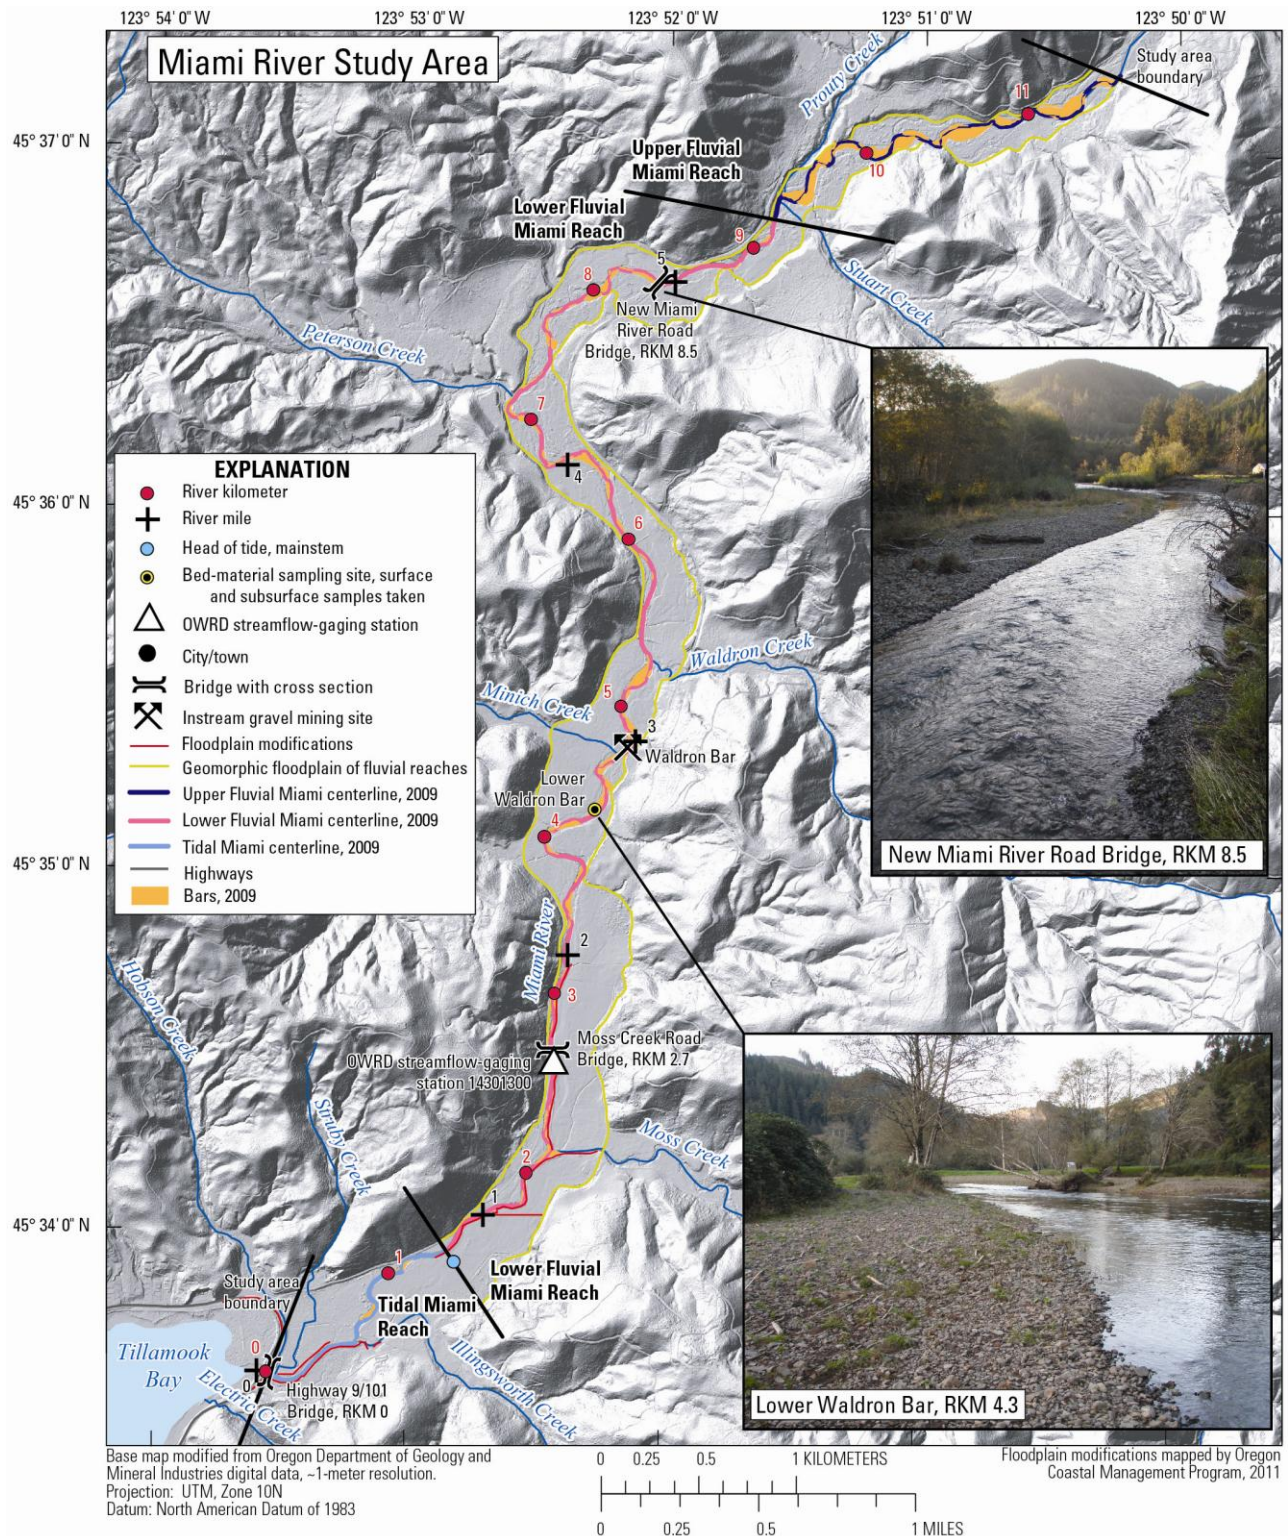 123° 54' 0" W
123° 53' 0" W
123° 52' 0" W
123° 51' 0" W
123° 50' 0" W
Miami River Study Area
Prouty Creek
Study area
boundary
11
45° 37' 0" N
10
Upper Fluvial
Miami Reach
Lower Fluvial
Miami Reach
9
5
8
Stuart Creek
New Miami
River Road
Bridge, RKM 8.5
Peterson Creek
7
4
6
45° 36' 0" N
EXPLANATION
River kilometer
River mile
Head of tide, mainstem
Bed-material sampling site, surface
and subsurface samples taken
OWRD streamflow-gaging station
City/town
Bridge with cross section
Instream gravel mining site
Floodplain modifications
Geomorphic floodplain of fluvial reaches
Upper Fluvial Miami centerline, 2009
Lower Fluvial Miami centerline, 2009
Tidal Miami centerline, 2009
Highways
Bars, 2009
Waldron Creek
Minich Creek
5
3
Waldron Bar
Lower
Waldron Bar
4
New Miami River Road Bridge, RKM 8.5
45° 35' 0" N
Miami River
2
3
Hobson Creek
Moss Creek Road
Bridge, RKM 2.7
OWRD streamflow-gaging
station 14301300
Struby Creek
Moss Creek
2
1
45° 34' 0" N
1
Lower Fluvial
Miami Reach
Study area
boundary
Tidal Miami
Reach
Tillamook
Bay
0
0
Highway 9/101
Bridge, RKM 0
Illingsworth Creek
Electric Creek
Lower Waldron Bar, RKM 4.3
Base map modified from Oregon Department of Geology and
Mineral Industries digital data, ~1-meter resolution.
Projection: UTM, Zone 10N
Datum: North American Datum of 1983
0 0.25 0.5 1 KILOMETERS
0 0.25 0.5 1 MILES
Floodplain modifications mapped by Oregon
Coastal Management Program, 2011